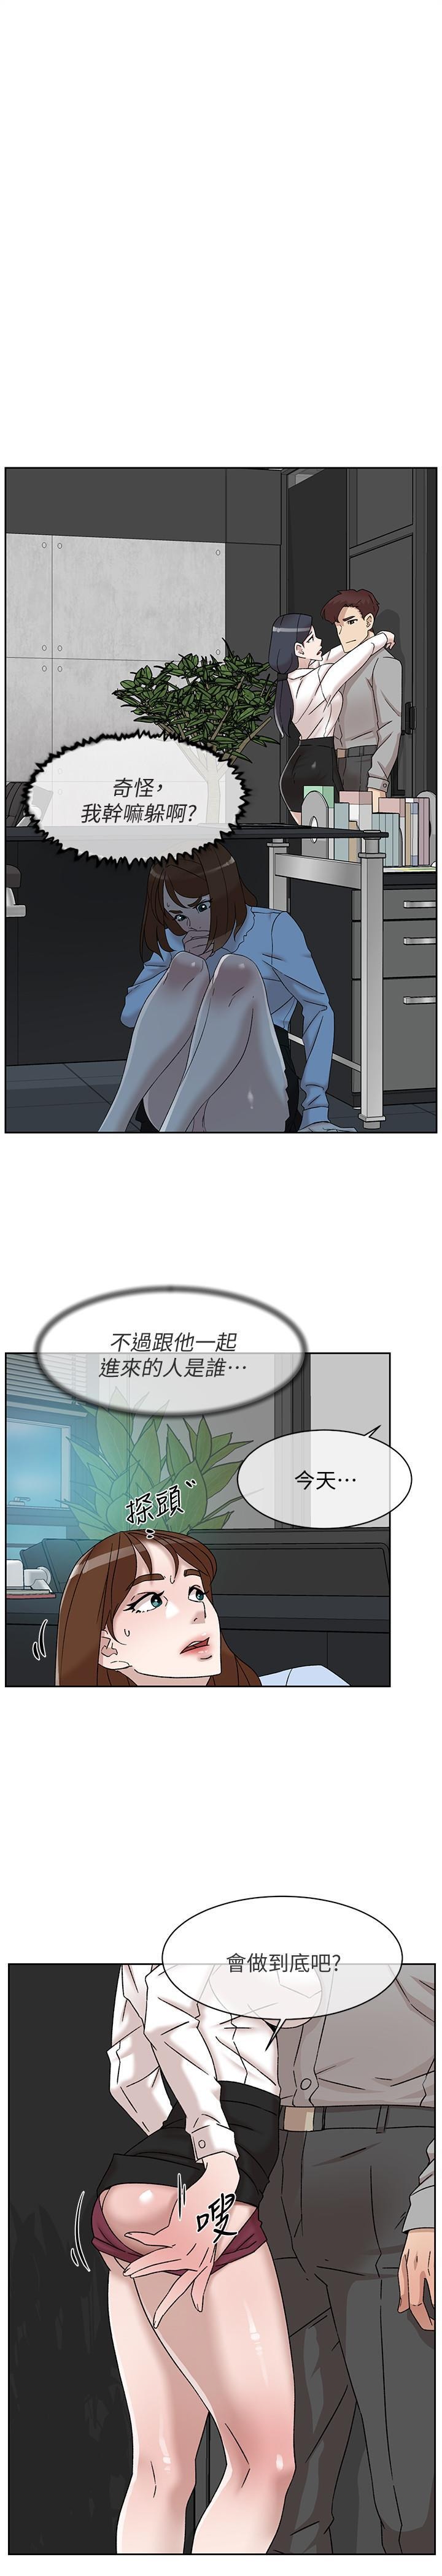 奇怪，
我幹嘛躲啊?
不過跟他一起
進來的人是誰⋯
今天⋯
探頭
會做到底吧?
嗖